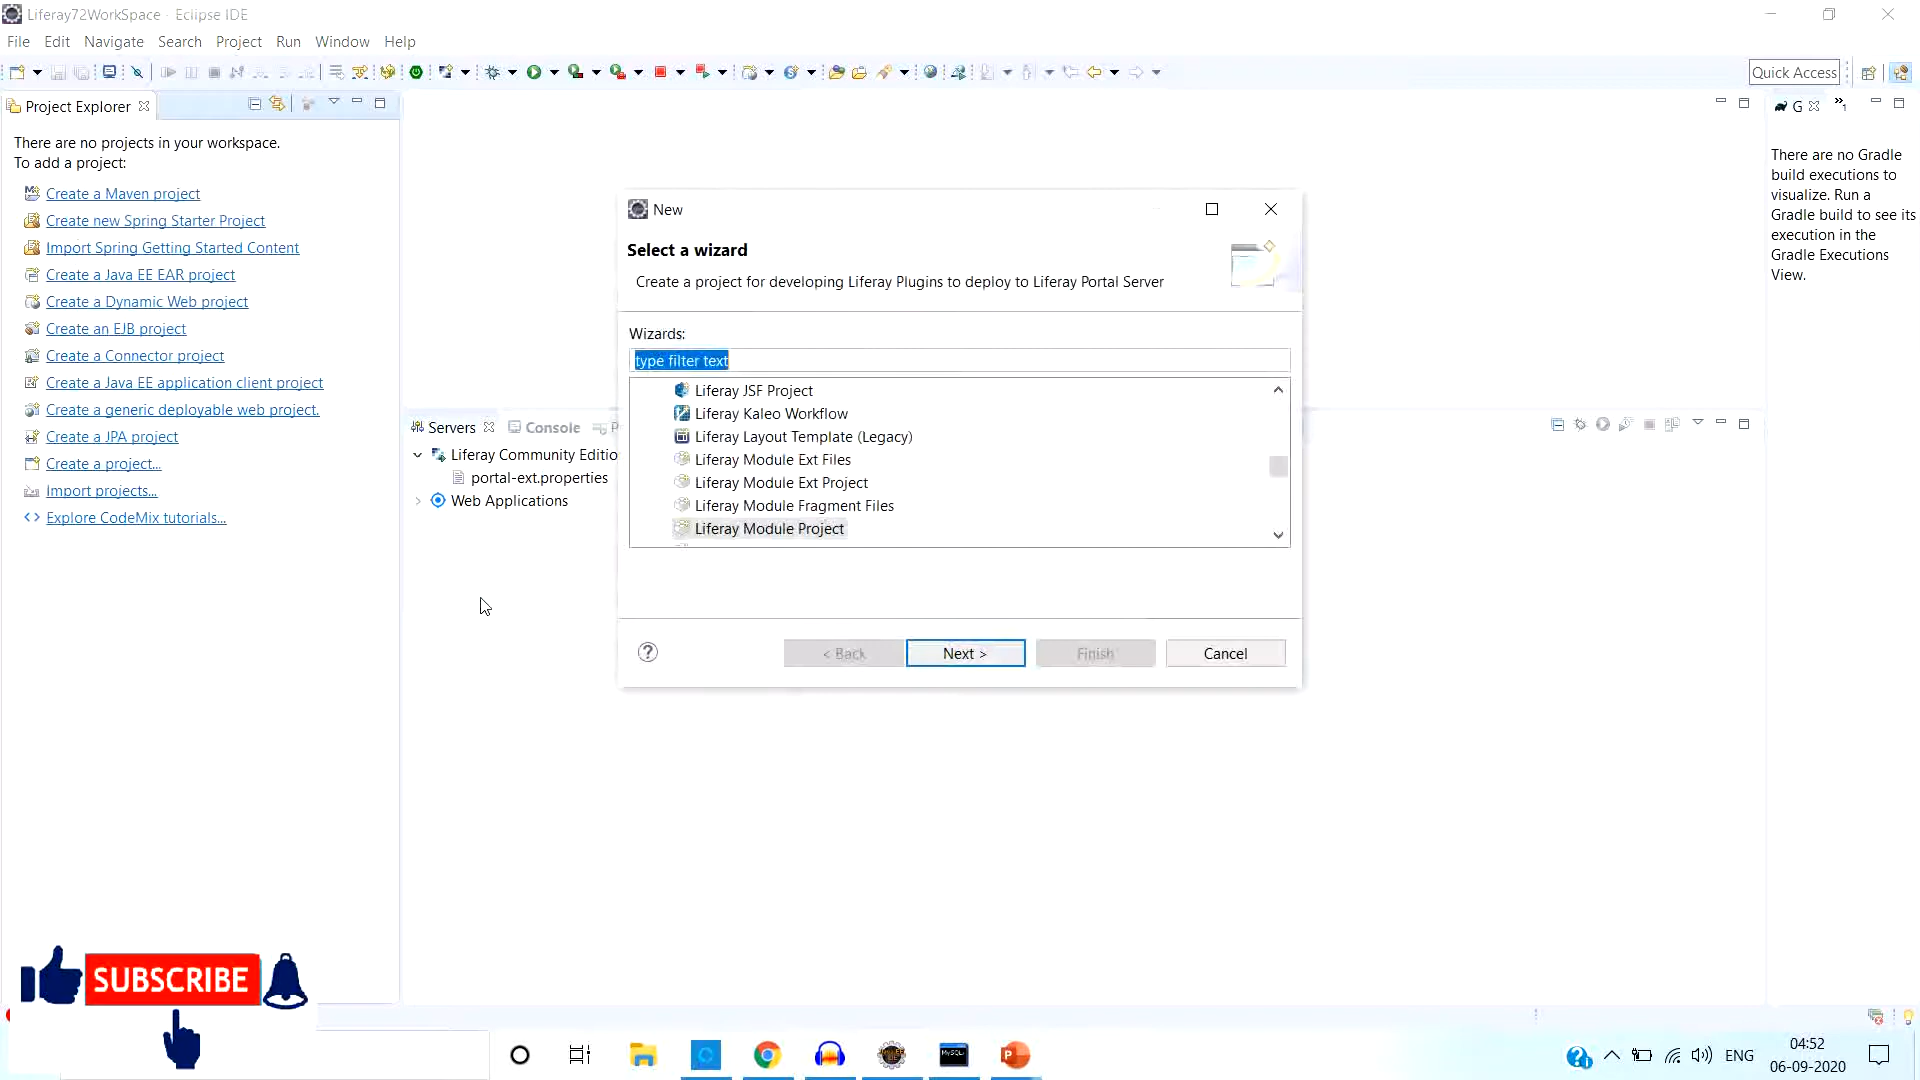 Liferay72WorkSpace - Eclipse IDE
File Edit Navigate Search Project Run Window Help
Quick Access
Project Explorer
There are no projects in your workspace.
To add a project:
Create a Maven project
Create new Spring Starter Project
Import Spring Getting Started Content
Create a Java EE EAR project
Create a Dynamic Web project
Create an EJB project
Create a Connector project
Create a Java EE application client project
Create a generic deployable web project.
Create a JPA project
Create a project...
Import projects...
Explore CodeMix tutorials...
Servers Console P
Liferay Community Editio
portal-ext.properties
Web Applications
New
Select a wizard
Create a project for developing Liferay Plugins to deploy to Liferay Portal Server
Wizards:
type filter text
Liferay JSF Project
Liferay Kaleo Workflow
Liferay Layout Template (Legacy)
Liferay Module Ext Files
Liferay Module Ext Project
Liferay Module Fragment Files
Liferay Module Project
< Back Next > Finish Cancel
G
There are no Gradle
build executions to
visualize. Run a
Gradle build to see its
execution in the
Gradle Executions
View.
SUBSCRIBE
ENG
04:52
06-09-2020